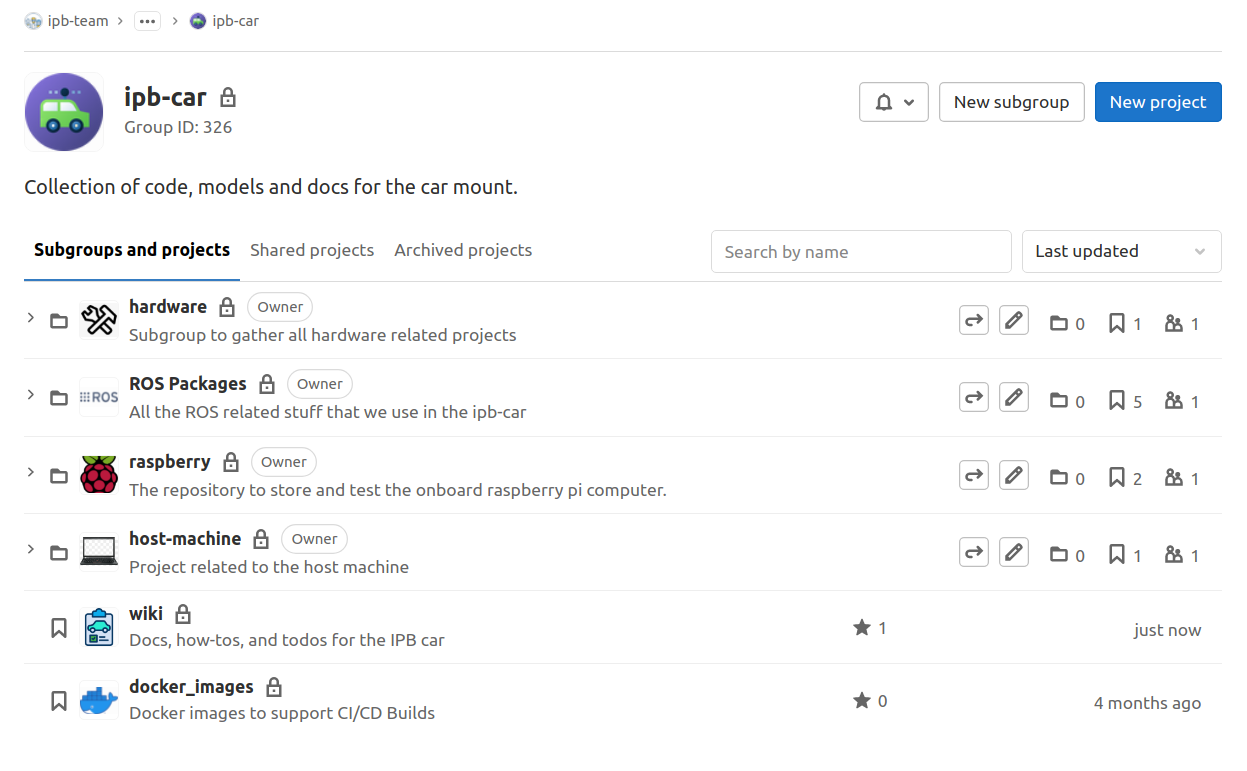 ipb-team > ... > ipb-car
ipb-car
Group ID: 326
New subgroup
New project
Collection of code, models and docs for the car mount.
Subgroups and projects Shared projects Archived projects
Search by name
Last updated
hardware Owner
Subgroup to gather all hardware related projects
0 1 1
ROS
ROS Packages Owner
All the ROS related stuff that we use in the ipb-car
0 5 1
raspberry Owner
The repository to store and test the onboard raspberry pi computer.
0 2 1
host-machine Owner
Project related to the host machine
0 1 1
wiki
Docs, how-tos, and todos for the IPB car
1
just now
docker_images
Docker images to support CI/CD Builds
0
4 months ago